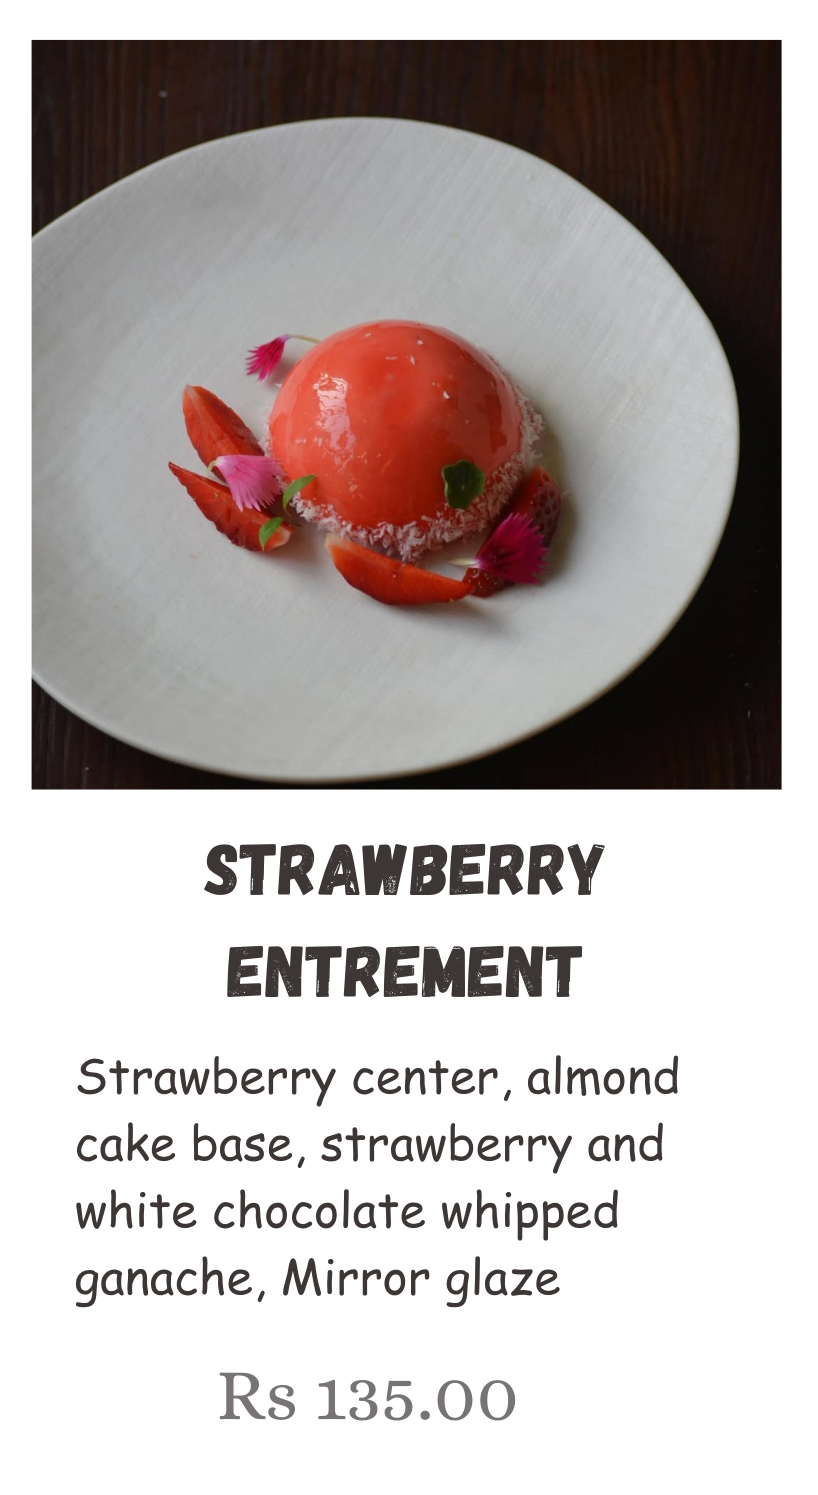 STRAWBERRY
ENTREMENT
Strawberry center, almond
cake base, strawberry and
white chocolate whipped
ganache, Mirror glaze
Rs 135.00